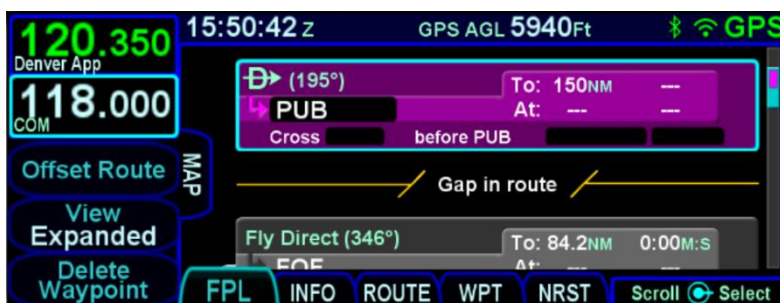 120.350
Denver App
118.000
COM
15:50:42 Z GPS AGL 5940Ft GPS
Offset Route
View
Expanded
Delete
Waypoint
MAP
D (195°) To: 150NM ---
PUB At: --- ---
Cross before PUB
Gap in route
Fly Direct (346°) To: 84.2NM 0:00M:S
FPL INFO ROUTE WPT NRST Scroll Select